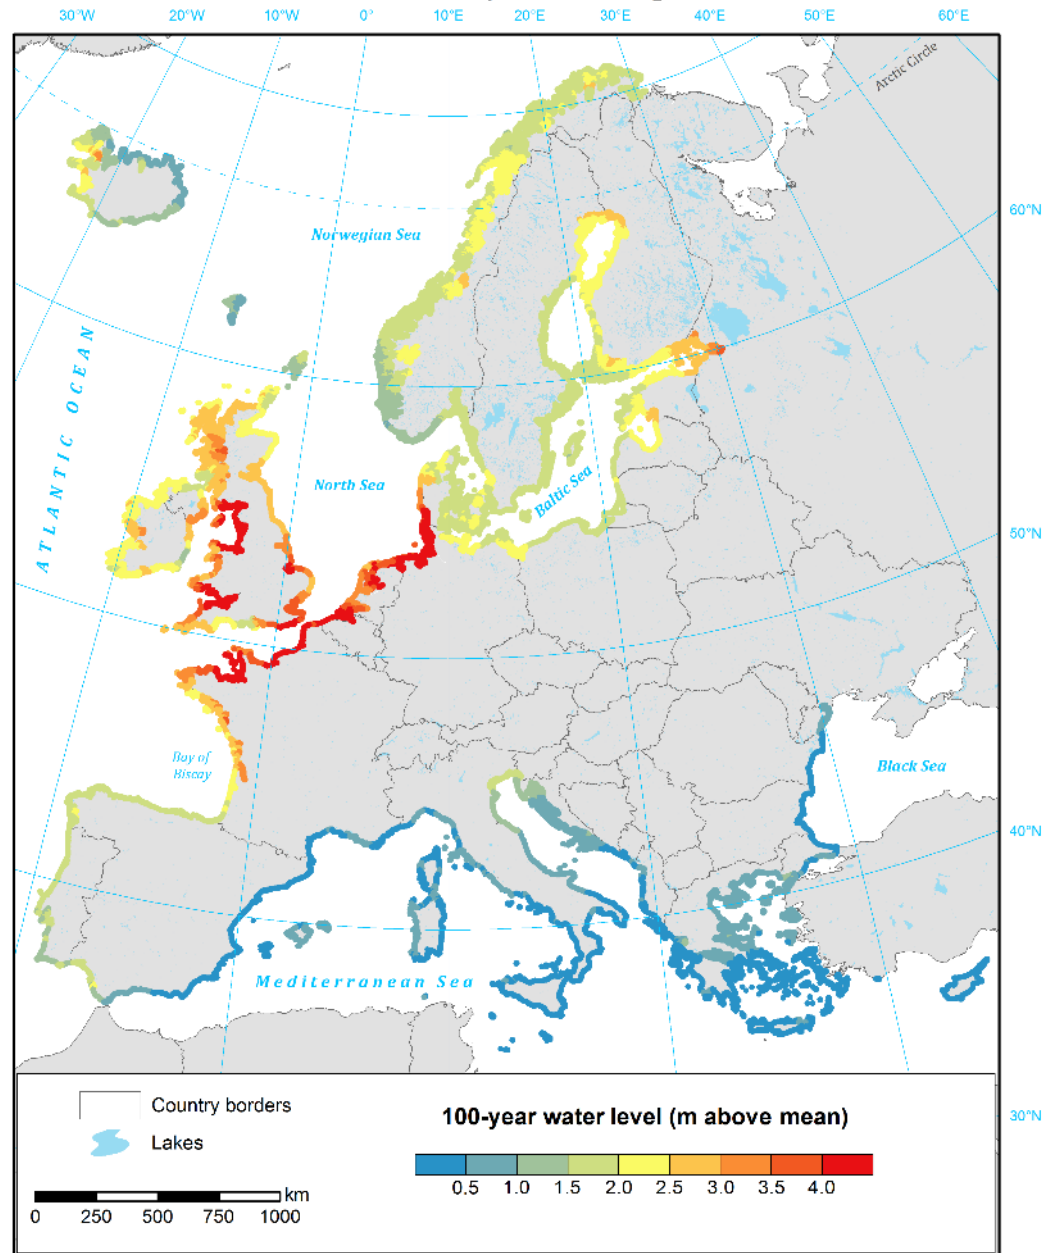 30°W 20°W 10°W 0° 10°E 20°E 30°E 40°E 50°E 60°E
Arctic Circle
60°N
Norwegian Sea
ATLANTIC OCEAN
North Sea
Baltic Sea
50°N
Bay of
Biscay
Black Sea
40°N
Mediterranean Sea
30°N
Country borders
Lakes
100-year water level (m above mean)
0.5 1.0 1.5 2.0 2.5 3.0 3.5 4.0
km
0 250 500 750 1000